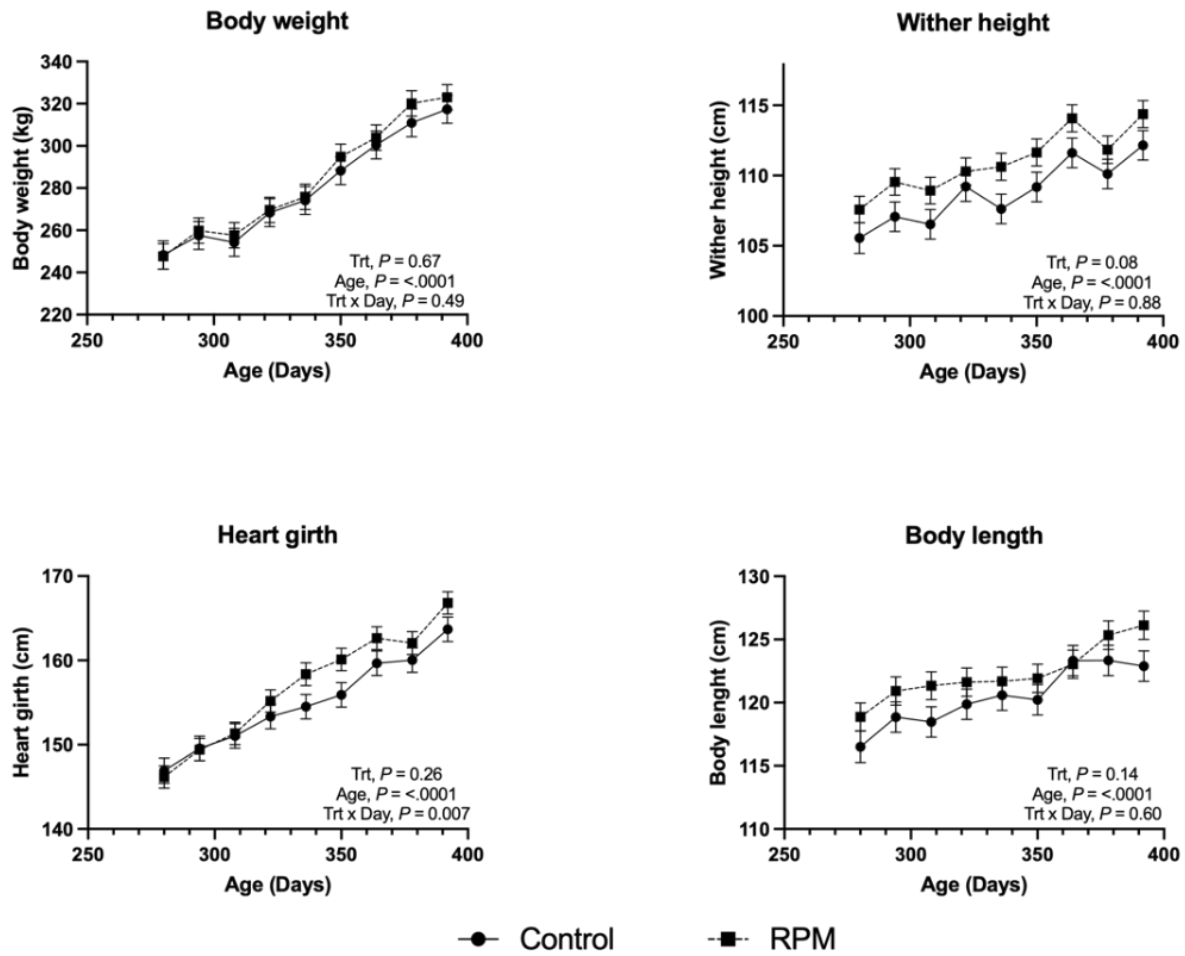 Body weight
Body weight (kg)
340
320
300
280
260
240
220
Trt, P = 0.67
Age, P = <.0001
Trt x Day, P = 0.49
250 300 350 400
Age (Days)
Wither height
Wither height (cm)
115
110
105
100
Trt, P = 0.08
Age, P = <.0001
Trt x Day, P = 0.88
250 300 350 400
Age (Days)
Heart girth
Heart girth (cm)
170
160
150
140
Trt, P = 0.26
Age, P = <.0001
Trt x Day, P = 0.007
250 300 350 400
Age (Days)
Body length
Body lenght (cm)
130
125
120
115
110
Trt, P = 0.14
Age, P = <.0001
Trt x Day, P = 0.60
250 300 350 400
Age (Days)
Control RPM